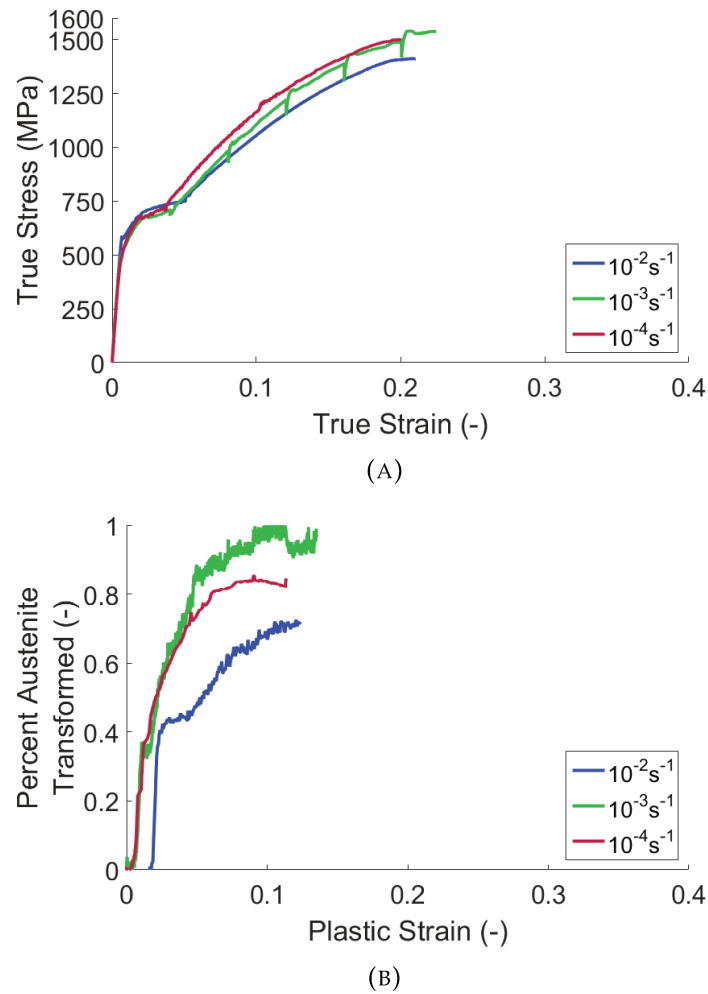 1600
1500
1250
1000
750
500
250
0
True Stress (MPa)
0 0.1 0.2 0.3 0.4
True Strain (-)
10⁻²s⁻¹
10⁻³s⁻¹
10⁻⁴s⁻¹
(A)
1
0.8
0.6
0.4
0.2
0
Percent Austenite
Transformed (-)
0 0.1 0.2 0.3 0.4
Plastic Strain (-)
10⁻²s⁻¹
10⁻³s⁻¹
10⁻⁴s⁻¹
(B)